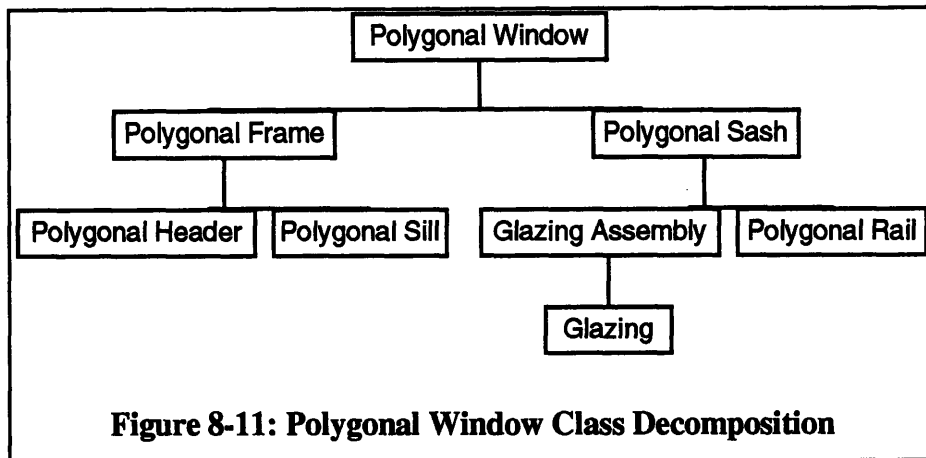 Polygonal Window
Polygonal Frame
Polygonal Sash
Polygonal Header
Polygonal Sill
Glazing Assembly
Polygonal Rail
Glazing
Figure 8-11: Polygonal Window Class Decomposition